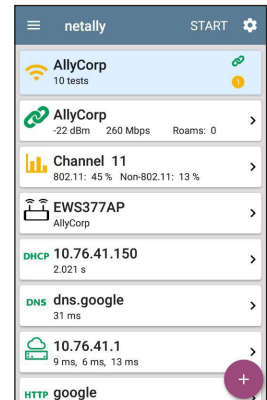 netally START
AllyCorp
10 tests
1
AllyCorp
-22 dBm 260 Mbps Roams: 0
Channel 11
802.11: 45 % Non-802.11: 13 %
EWS377AP
AllyCorp
DHCP 10.76.41.150
2.021 s
DNS dns.google
31 ms
10.76.41.1
9 ms, 6 ms, 13 ms
+
HTTP google